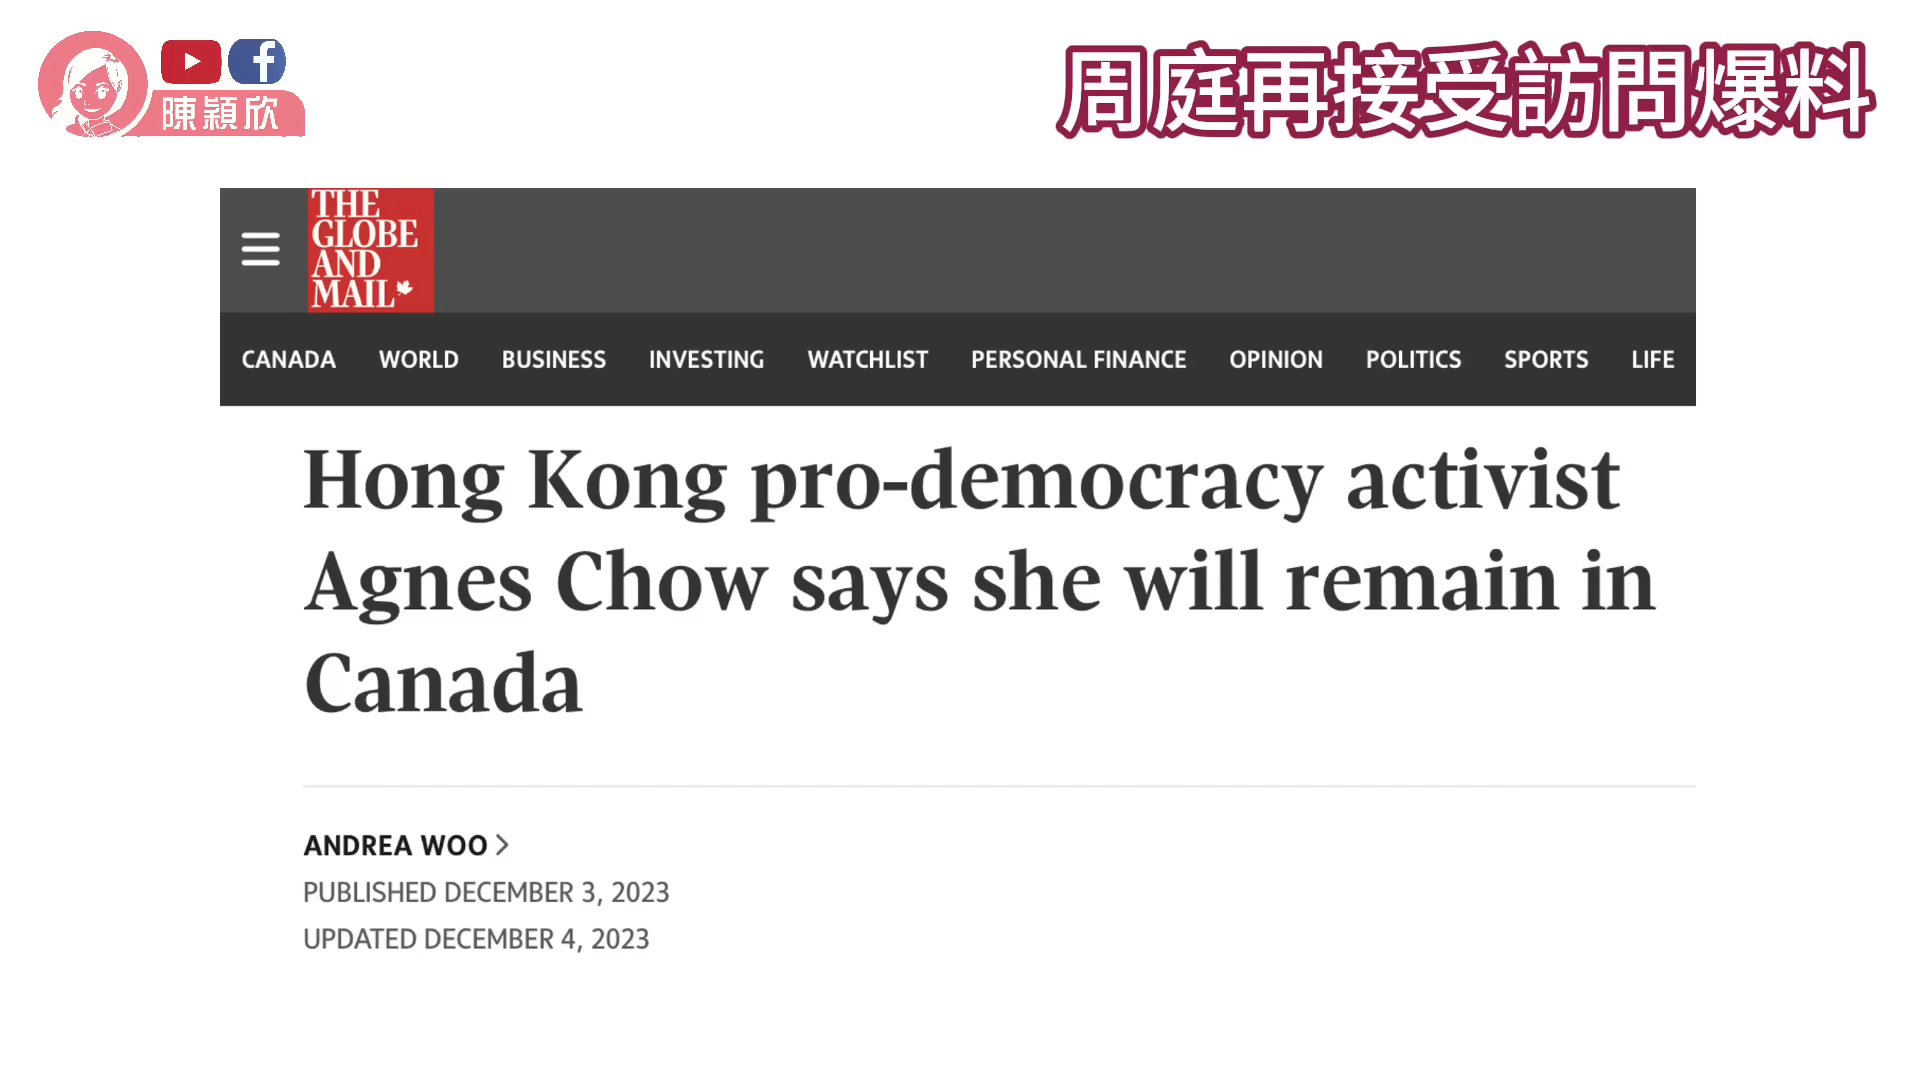 陳穎欣
周庭再接受訪問爆料
THE
GLOBE
AND
MAIL
CANADA WORLD BUSINESS INVESTING WATCHLIST PERSONAL FINANCE OPINION POLITICS SPORTS LIFE
Hong Kong pro-democracy activist
Agnes Chow says she will remain in
Canada
ANDREA WOO >
PUBLISHED DECEMBER 3, 2023
UPDATED DECEMBER 4, 2023